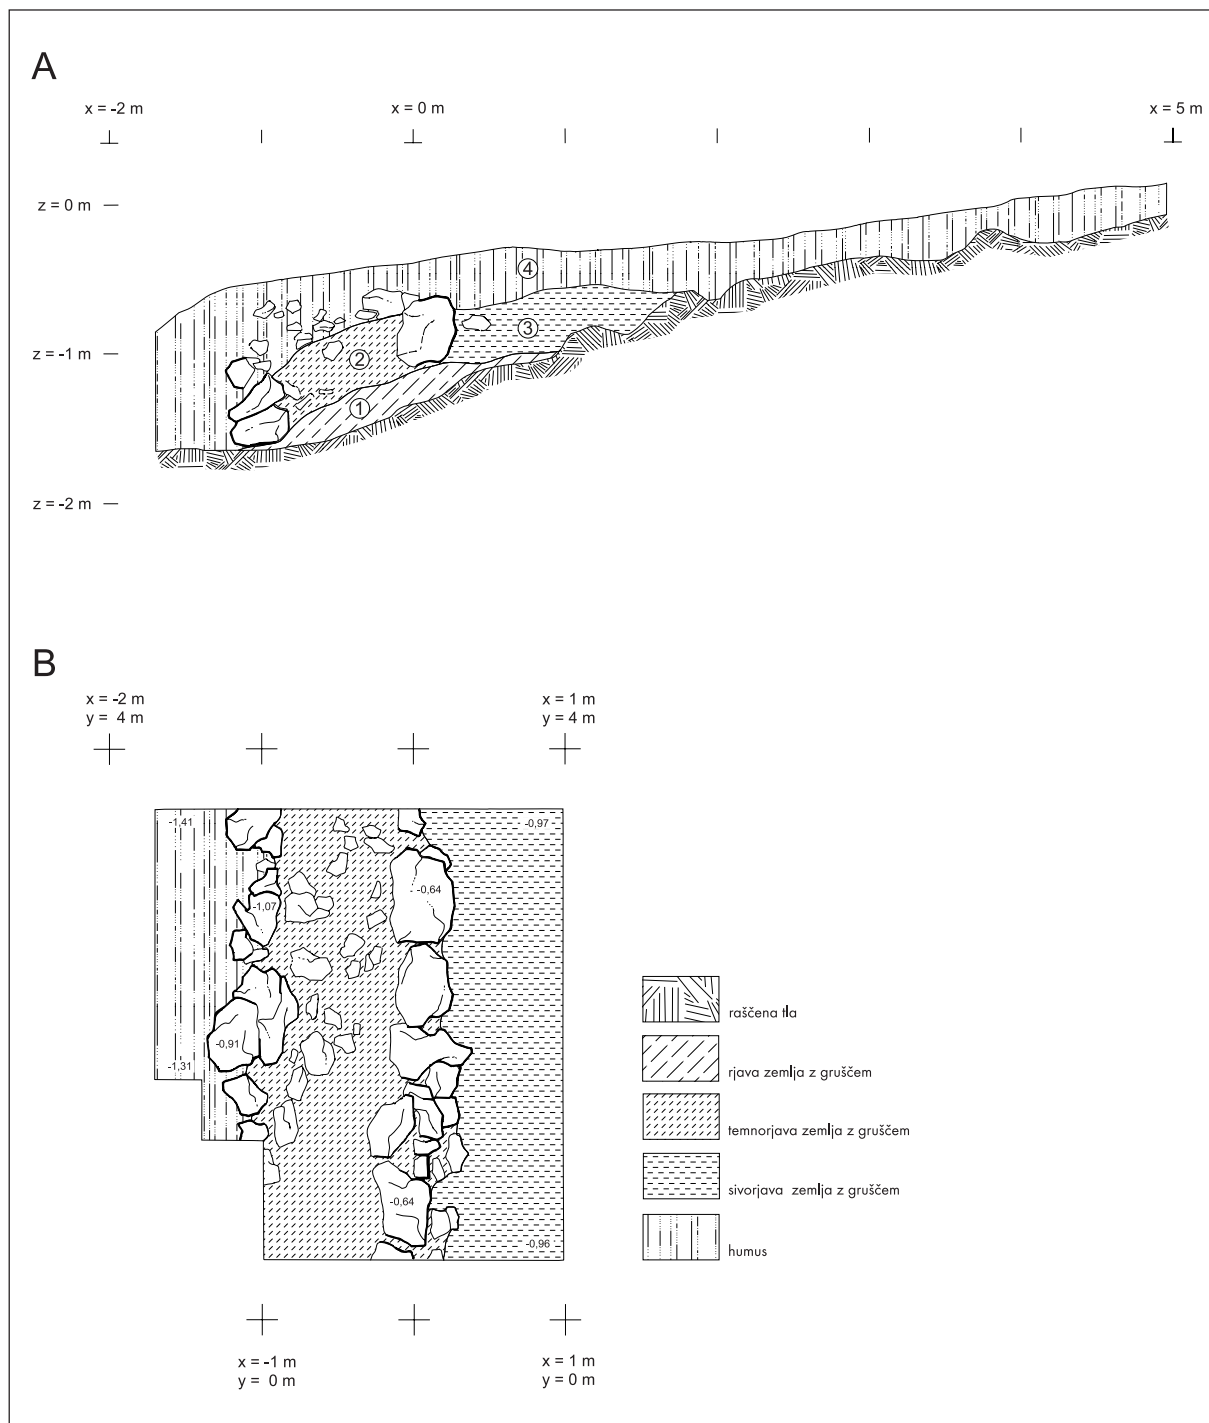 A
x = -2 m
x = 0 m
x = 5 m
z = 0 m
4
3
z = -1 m
2
1
z = -2 m
B
x = -2 m
y = 4 m
x = 1 m
y = 4 m
-1,41
-0,97
-0,64
-1,07
-0,91
-1,31
-0,64
-0,96
raščena tla
rjava zemlja z gruščem
temnorjava zemlja z gruščem
sivorjava zemlja z gruščem
humus
x = -1 m
y = 0 m
x = 1 m
y = 0 m